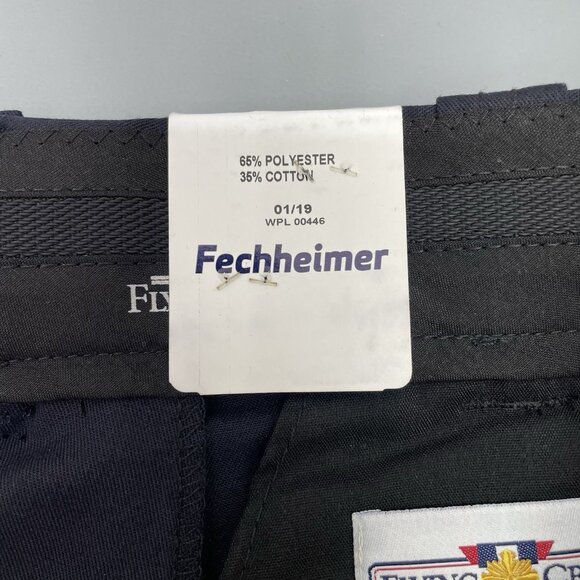 65% POLYESTER
35% COTTON
01/19
WPL 00446
Fechheimer